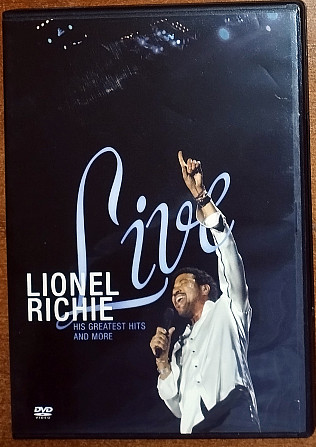 Live
LIONEL
RICHIE
HIS GREATEST HITS
AND MORE
DVD
VIDEO